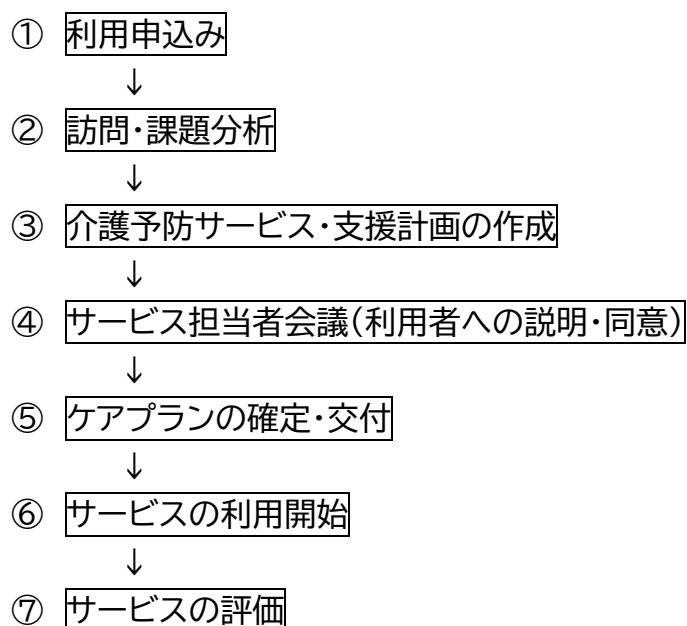 ① 利用申込み
↓
② 訪問・課題分析
↓
③ 介護予防サービス・支援計画の作成
↓
④ サービス担当者会議(利用者への説明・同意)
↓
⑤ ケアプランの確定・交付
↓
⑥ サービスの利用開始
↓
⑦ サービスの評価